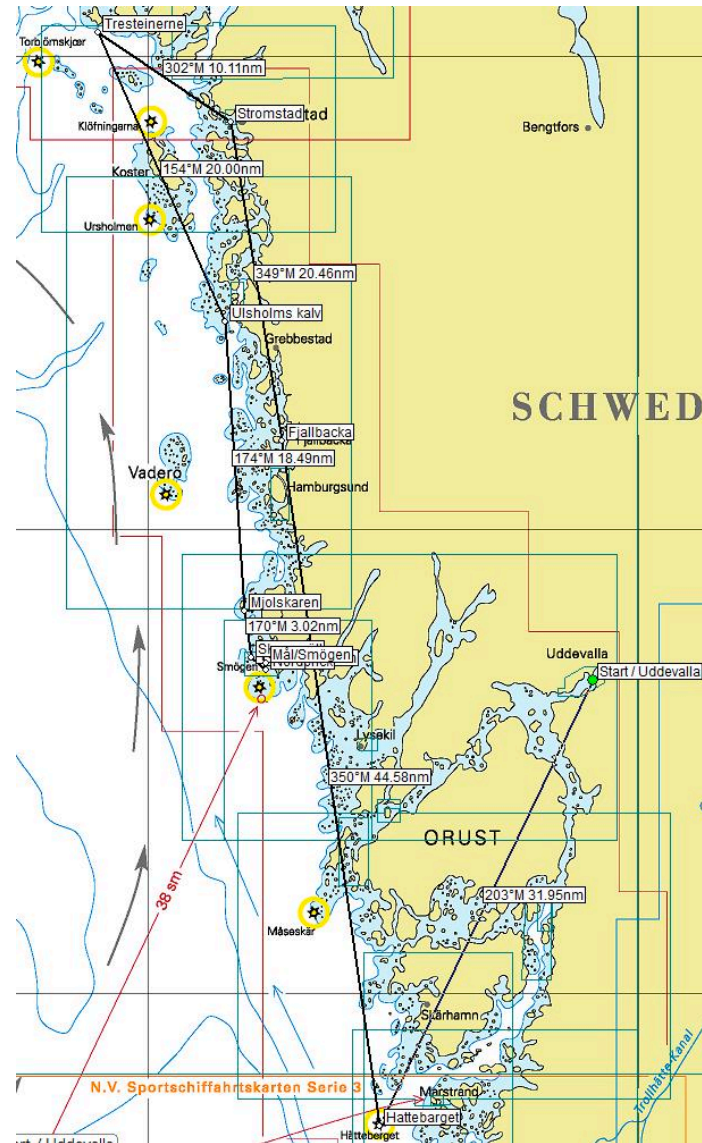 Tresteinerne
Torbjörnskjær
302°M 10.11nm
Stromstad
tad
Klöfningarna
Bengtfors
Koster
154°M 20.00nm
Ursholmen
349°M 20.46nm
Ulsholms kalv
Grebbestad
SCHWED
Fjallbacka
174°M 18.49nm
Vaderö
Hamburgsund
Mjolskaren
170°M 3.02nm
Mål/Smögen
Smögen
Uddevalla
Start / Uddevalla
Lysekil
350°M 44.58nm
ORUST
38 sm
203°M 31.95nm
Måseskär
Skärhamn
N.V. Sportschiffahrtskarten Serie 3
Marstrand
Trollhätte-Kanal
Hattebarget
Hätteberget